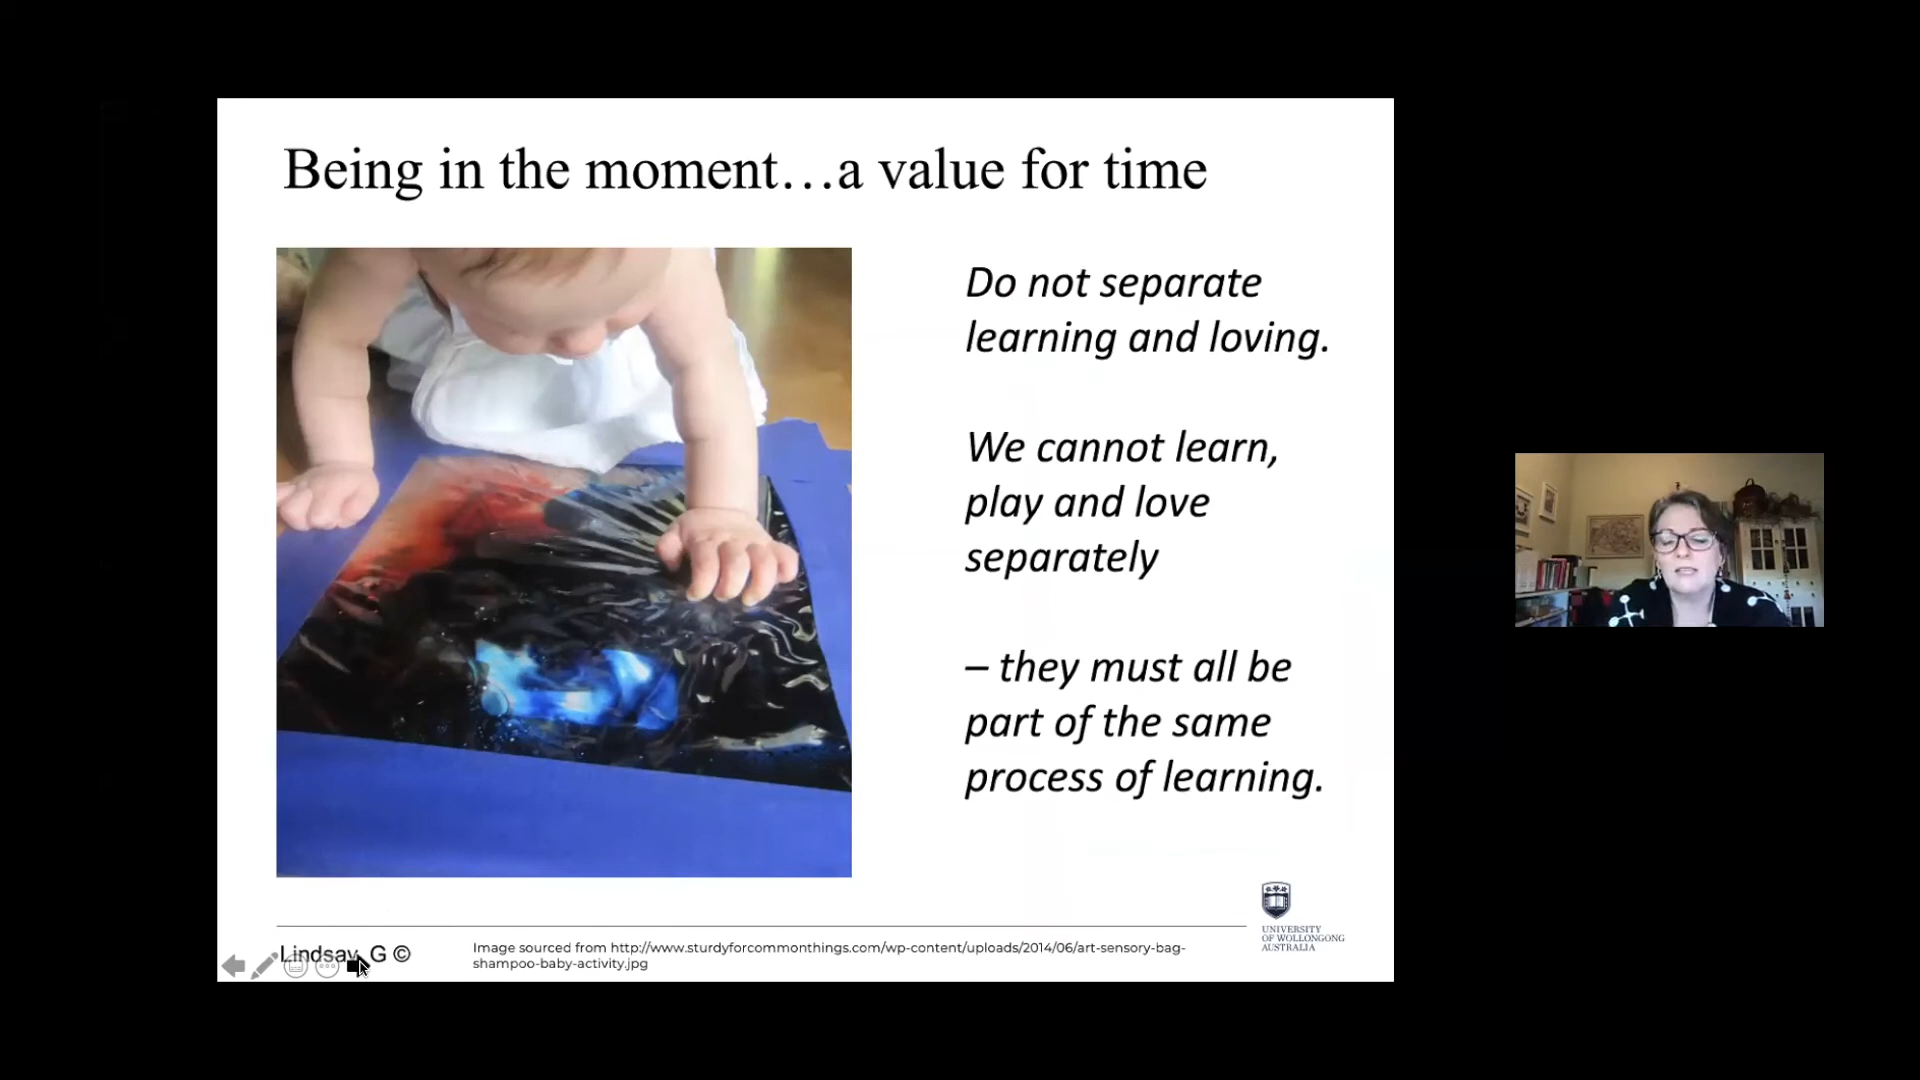 Being in the moment…a value for time
Do not separate
learning and loving.
We cannot learn,
play and love
separately
– they must all be
part of the same
process of learning.
UNIVERSITY
OF WOLLONGONG
AUSTRALIA
Lindsay, G ©
Image sourced from http://www.sturdyforcommonthings.com/wp-content/uploads/2014/06/art-sensory-bag-
shampoo-baby-activity.jpg